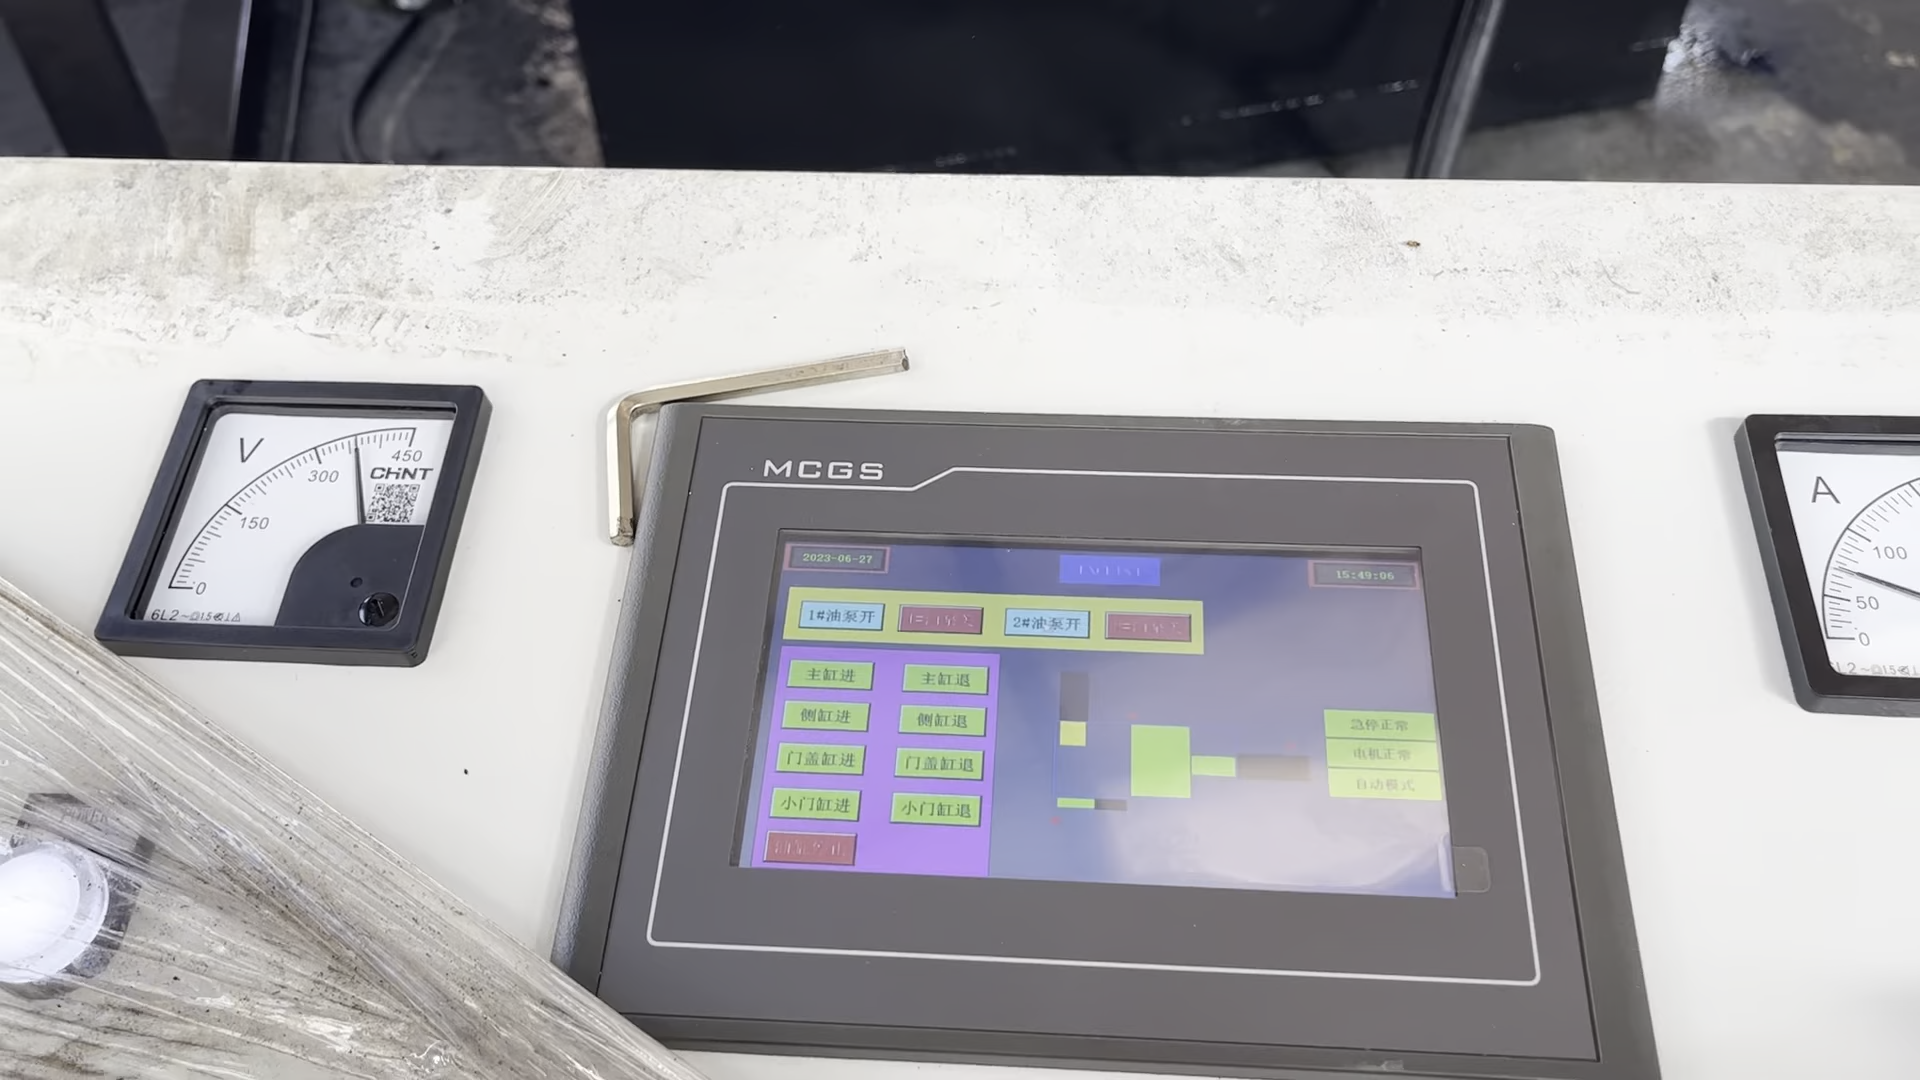 V
450
300
150
0
CHNT
6L2
MCGS
2023-06-27
15:49:06
1#油泵开
2#油泵开
主缸进
主缸退
侧缸进
侧缸退
门盖缸进
门盖缸退
小门缸进
小门缸退
急停正常
电机正常
自动模式
A
100
50
0